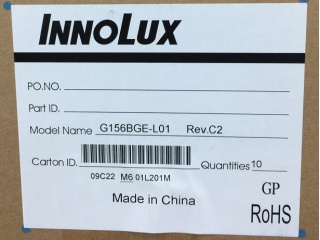 INNOLUX
PO.NO.
Part ID.
Model Name G156BGE-L01 Rev.C2
Carton ID. Quantities 10
09C22 M6 01L201M
Made in China
GP
RoHS